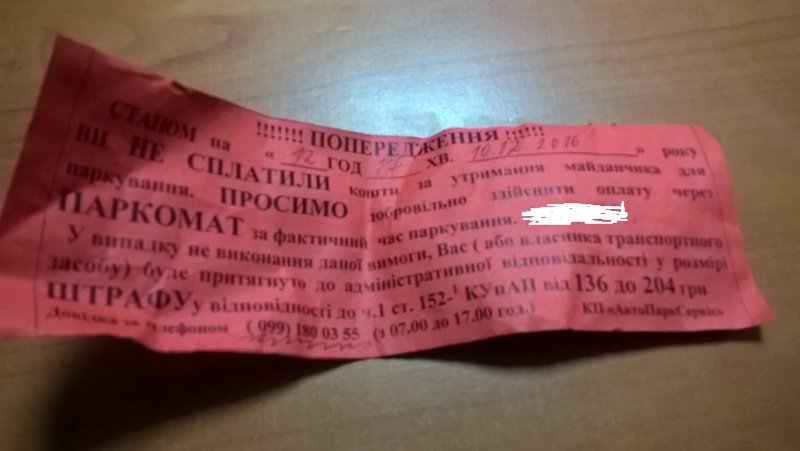 !!!!!!! ПОПЕРЕДЖЕННЯ !!!!!!
СТАНОМ на « 12 ГОД 17 ХВ. 10.12 2016 » року
ВИ НЕ СПЛАТИЛИ кошти за утримання майданчика для
паркування. ПРОСИМО добровільно здійснити оплату через
ПАРКОМАТ за фактичний час паркування.
У випадку не виконання даної вимоги, Вас ( або власника транспортного
засобу) буде притягнуто до адміністративної відповідальності у розмірі
ШТРАФУ у відповідності до ч.1 ст. 152-¹ КУпАП від 136 до 204 грн
Довідка за телефоном ( 099) 180 03 55 (з 07.00 до 17.00 год.) КП «АвтоПаркСервіс»